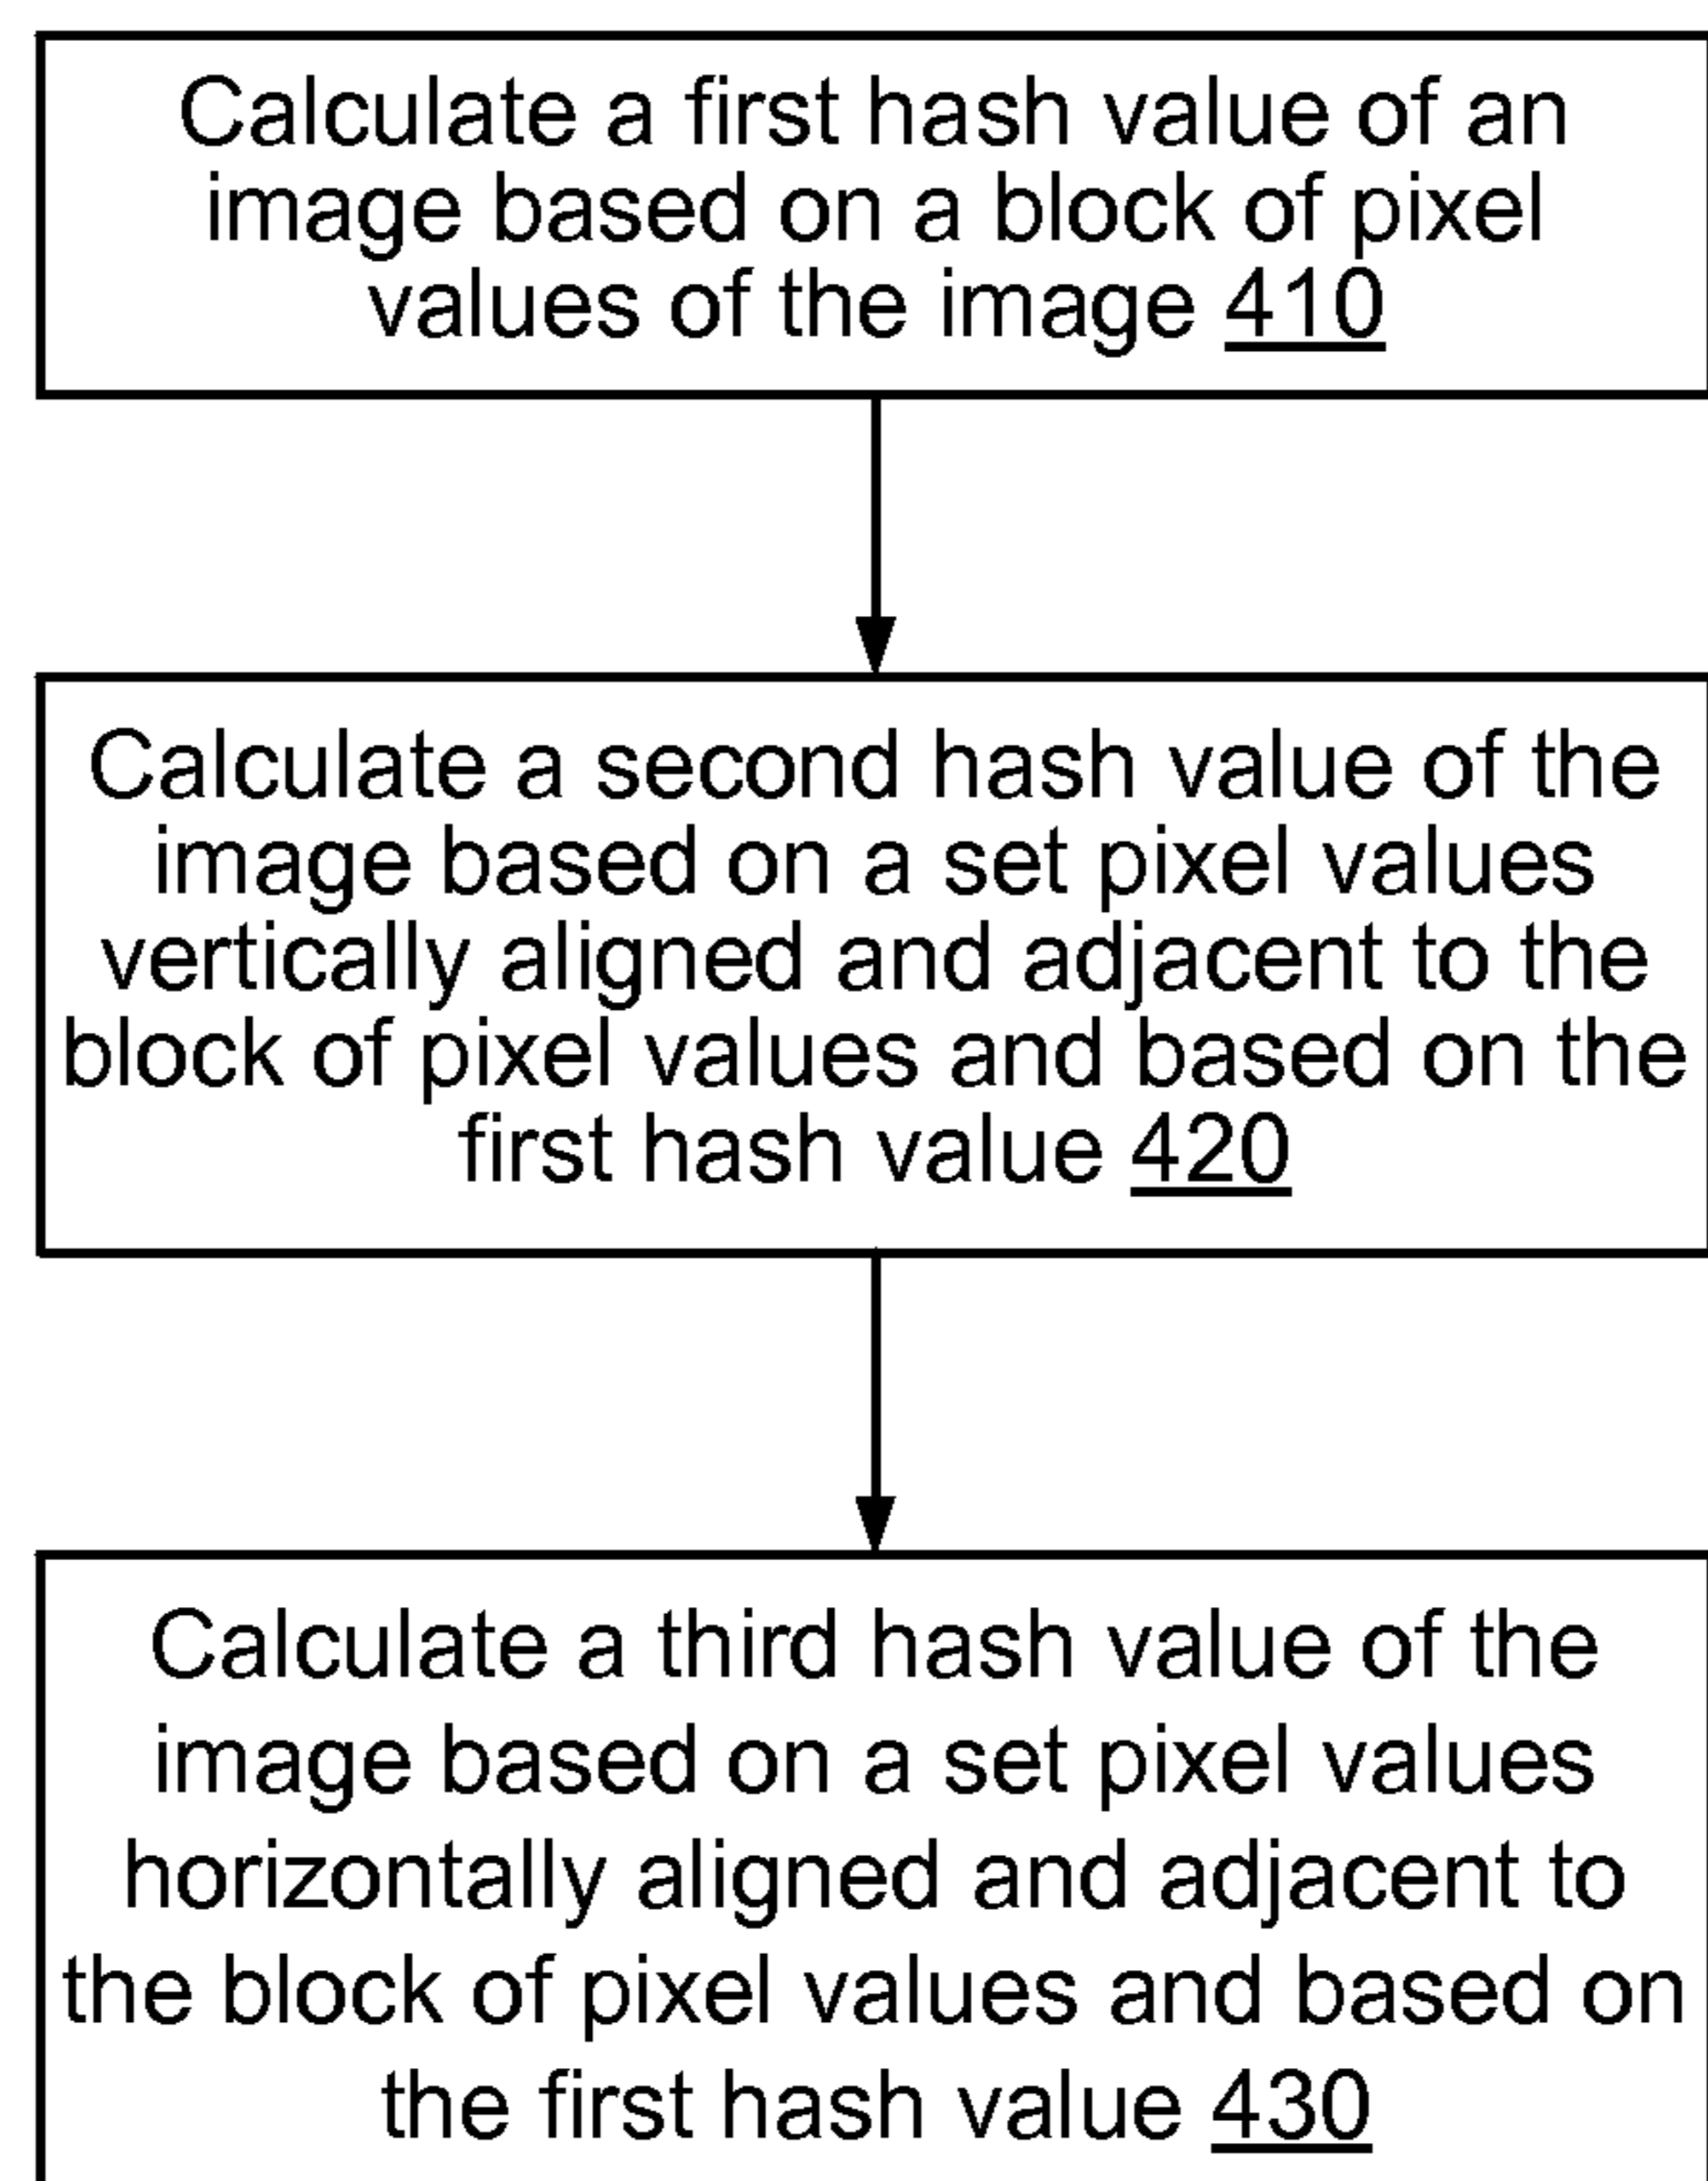 Calculate a first hash value of an
image based on a block of pixel
values of the image 410
Calculate a second hash value of the
image based on a set pixel values
vertically aligned and adjacent to the
block of pixel values and based on the
first hash value 420
Calculate a third hash value of the
image based on a set pixel values
horizontally aligned and adjacent to
the block of pixel values and based on
the first hash value 430